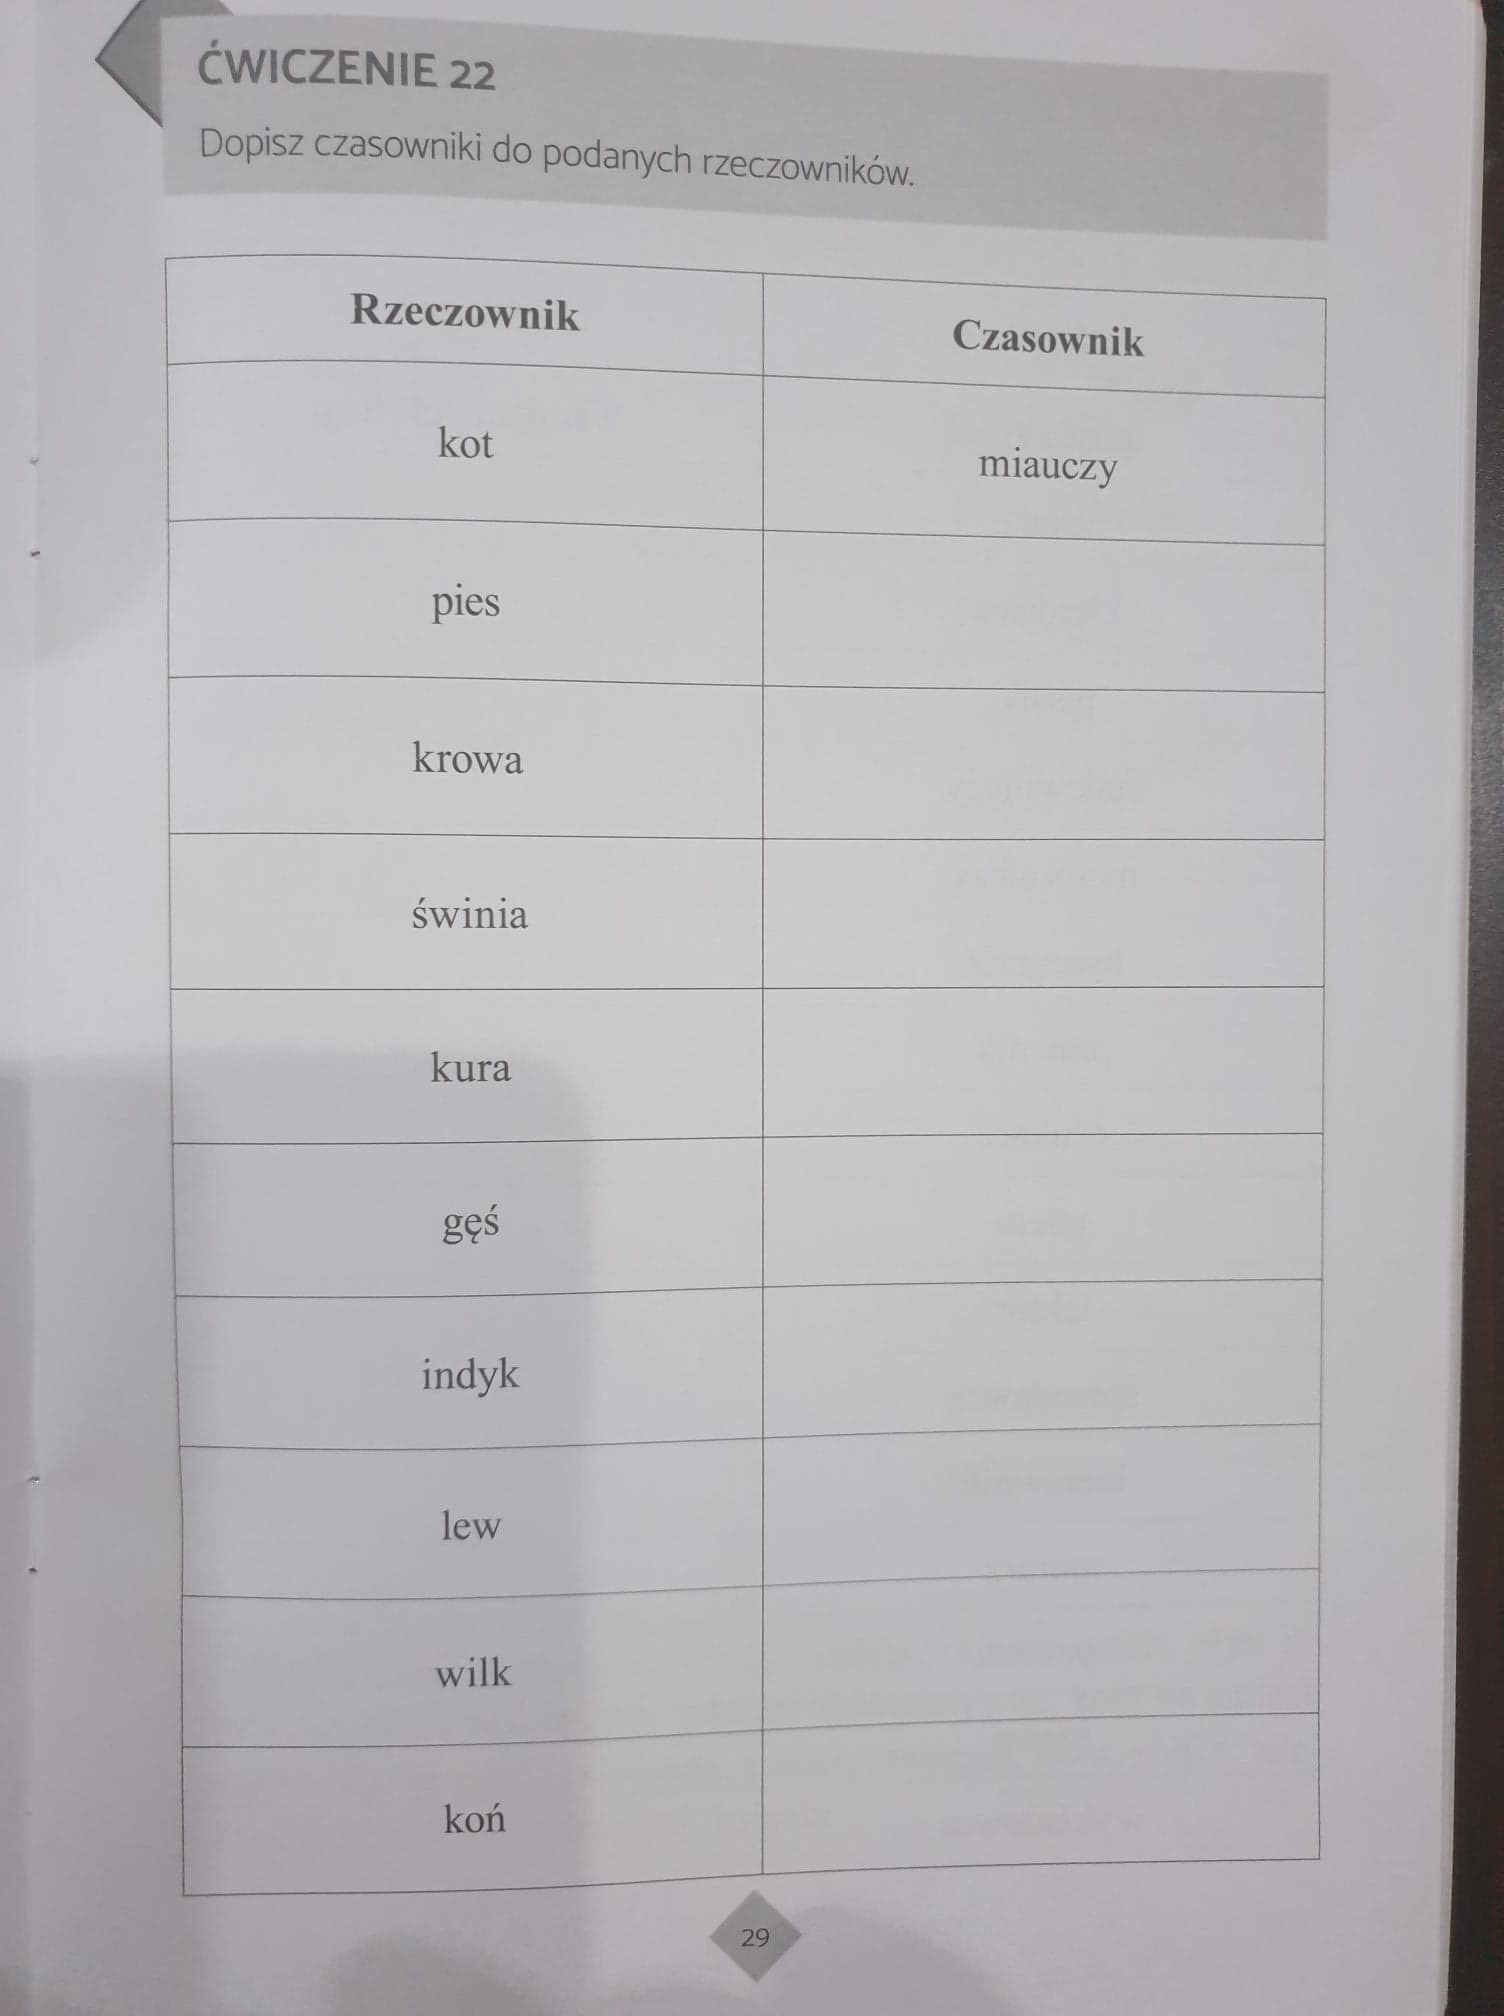 ĆWICZENIE 22
Dopisz czasowniki do podanych rzeczowników.
Rzeczownik Czasownik
kot miauczy
pies
krowa
świnia
kura
gęś
indyk
lew
wilk
koń
29